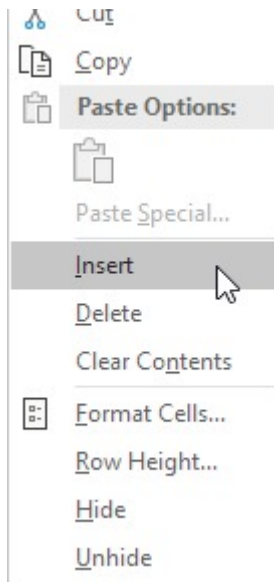 Cut
Copy
Paste Options:
Paste Special...
Insert
Delete
Clear Contents
Format Cells...
Row Height...
Hide
Unhide